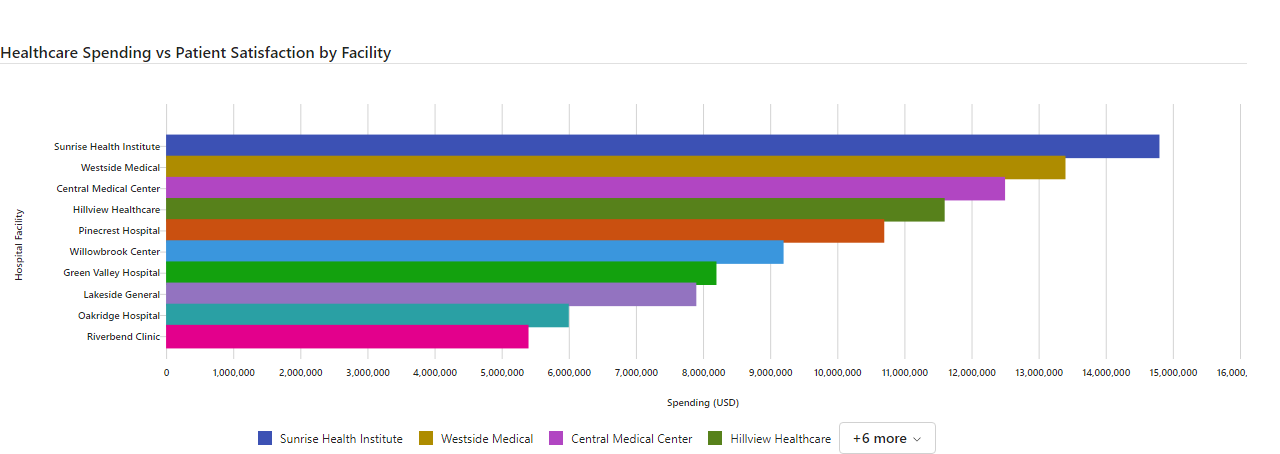 Healthcare Spending vs Patient Satisfaction by Facility
Hospital Facility
Sunrise Health Institute
Westside Medical
Central Medical Center
Hillview Healthcare
Pinecrest Hospital
Willowbrook Center
Green Valley Hospital
Lakeside General
Oakridge Hospital
Riverbend Clinic
0 1,000,000 2,000,000 3,000,000 4,000,000 5,000,000 6,000,000 7,000,000 8,000,000 9,000,000 10,000,000 11,000,000 12,000,000 13,000,000 14,000,000 15,000,000 16,000,
Spending (USD)
Sunrise Health Institute Westside Medical Central Medical Center Hillview Healthcare +6 more